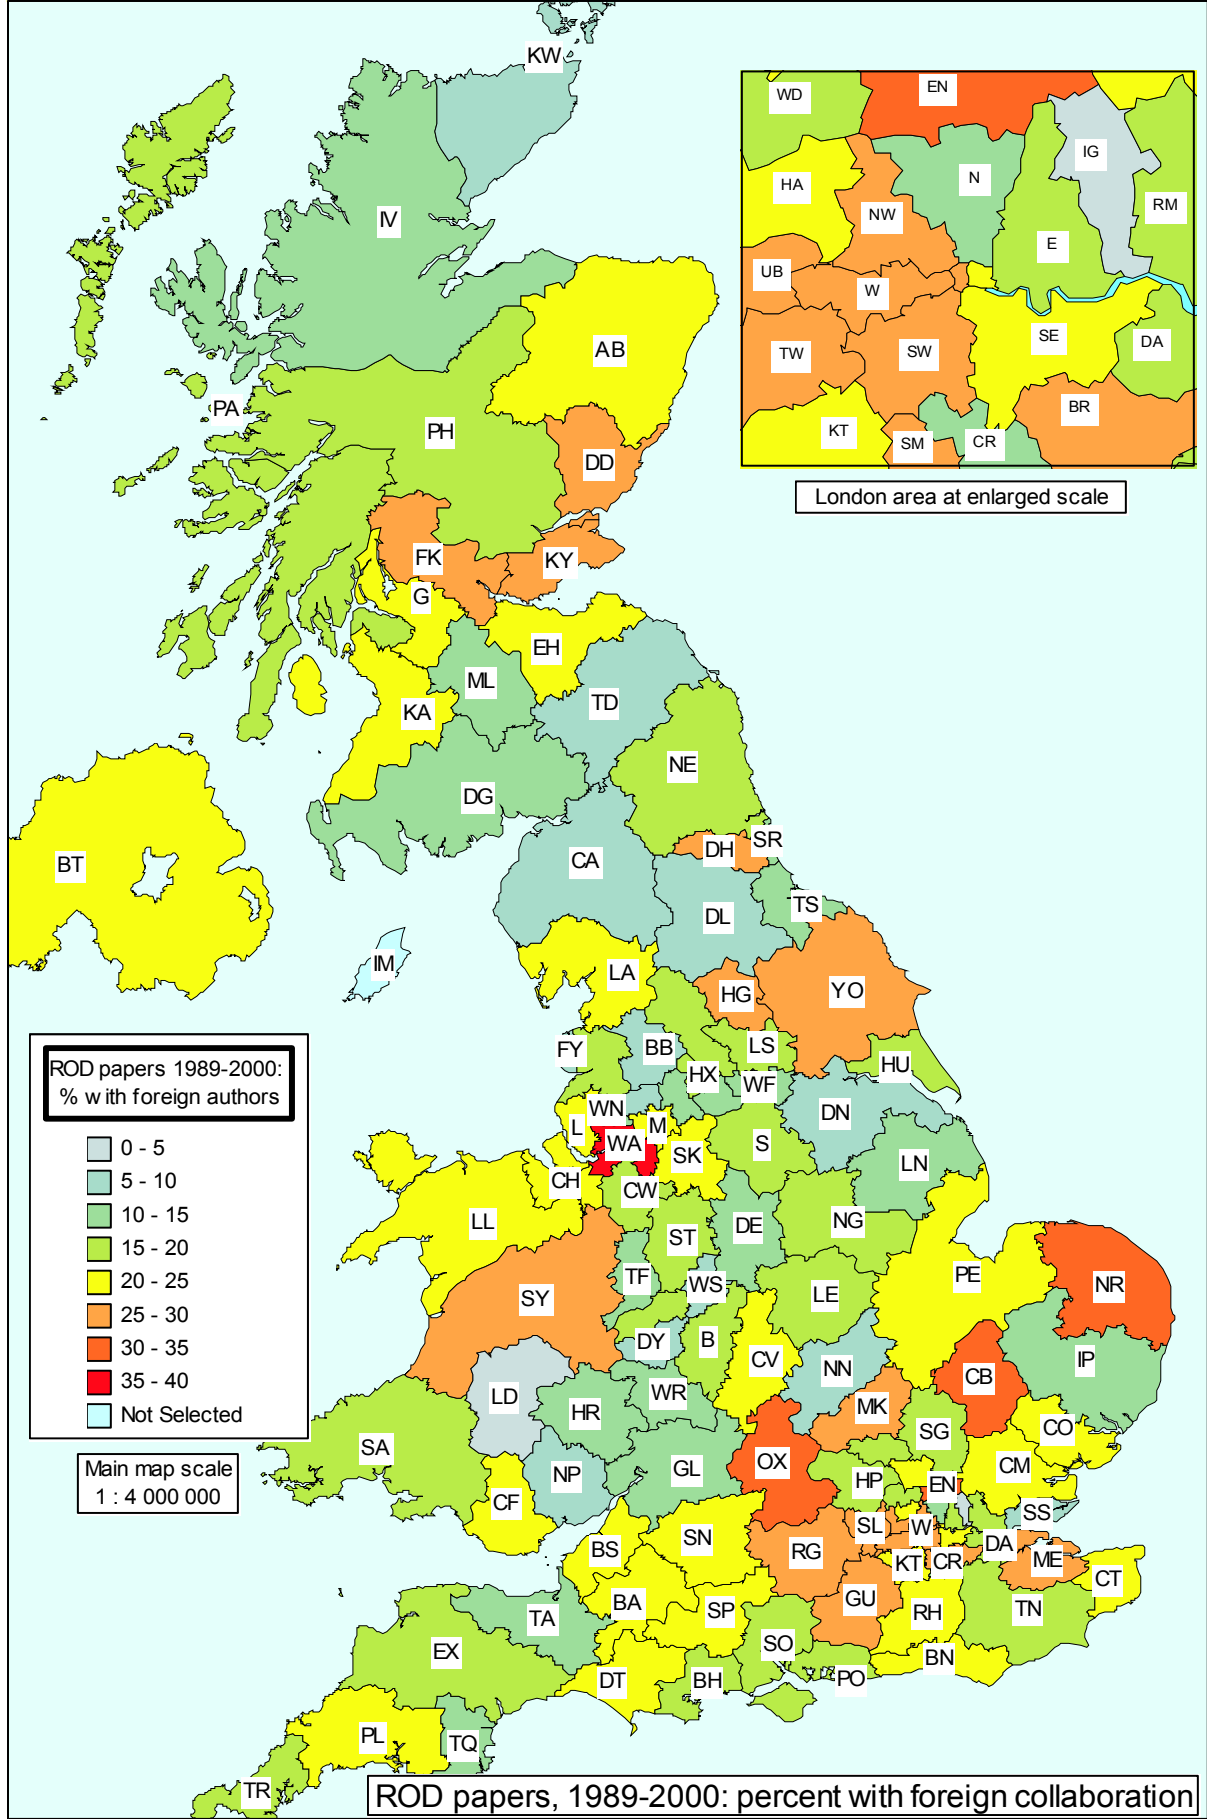 KW
WD
EN
IG
N
HA
RM
NW
E
UB
W
SE
DA
TW
SW
BR
KT
SM
CR
London area at enlarged scale
IV
AB
PA
PH
DD
FK
KY
G
EH
ML
TD
KA
NE
DG
SR
DH
CA
BT
TS
DL
IM
LA
HG
YO
ROD papers 1989-2000:
% with foreign authors
0 - 5
5 - 10
10 - 15
15 - 20
20 - 25
25 - 30
30 - 35
35 - 40
Not Selected
Main map scale
1 : 4 000 000
FY
BB
LS
HU
HX
WF
WN
DN
L
M
WA
SK
S
LN
CH
CW
LL
ST
DE
NG
TF
WS
PE
NR
SY
LE
DY
B
CV
NN
CB
IP
LD
HR
WR
MK
SA
SG
CO
NP
GL
OX
HP
CM
CF
EN
SS
SL
W
BS
SN
RG
KT
CR
DA
ME
CT
BA
SP
GU
RH
TN
TA
EX
SO
DT
BH
PO
BN
PL
TQ
TR
ROD papers, 1989-2000: percent with foreign collaboration